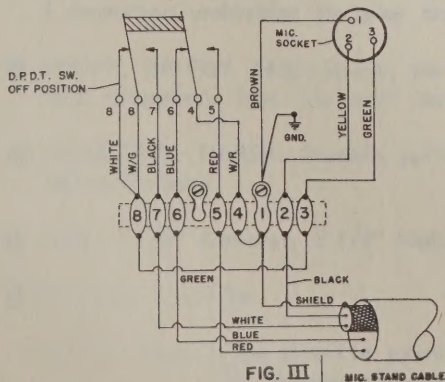 MIC.
SOCKET
1
2
3
D.P.D.T. SW.
OFF POSITION
8
8
7
6
4
5
BROWN
GND.
YELLOW
GREEN
WHITE
W/G
BLACK
BLUE
RED
W/R
8
7
6
5
4
1
2
3
GREEN
BLACK
SHIELD
WHITE
BLUE
RED
FIG. III
MIC. STAND CABLE